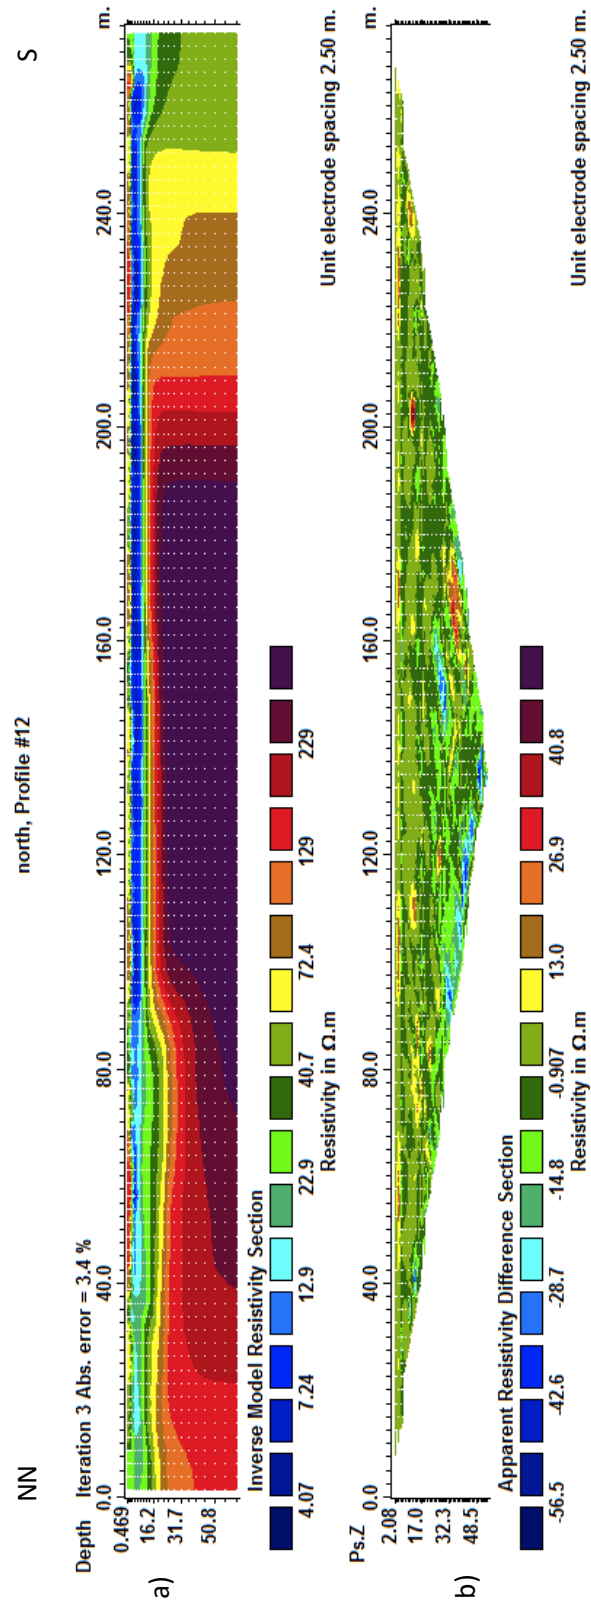 NN
S
north, Profile #12
a)
Depth Iteration 3 Abs. error = 3.4 %
0.0 40.0 80.0 120.0 160.0 200.0 240.0 m.
0.469
16.2
31.7
50.8
Inverse Model Resistivity Section
Unit electrode spacing 2.50 m.
4.07 7.24 12.9 22.9 40.7 72.4 129 229
Resistivity in Ω.m
b)
Ps.Z
0.0 40.0 80.0 120.0 160.0 200.0 240.0 m.
2.08
17.0
32.3
48.5
Apparent Resistivity Difference Section
Unit electrode spacing 2.50 m.
-56.5 -42.6 -28.7 -14.8 -0.907 13.0 26.9 40.8
Resistivity in Ω.m